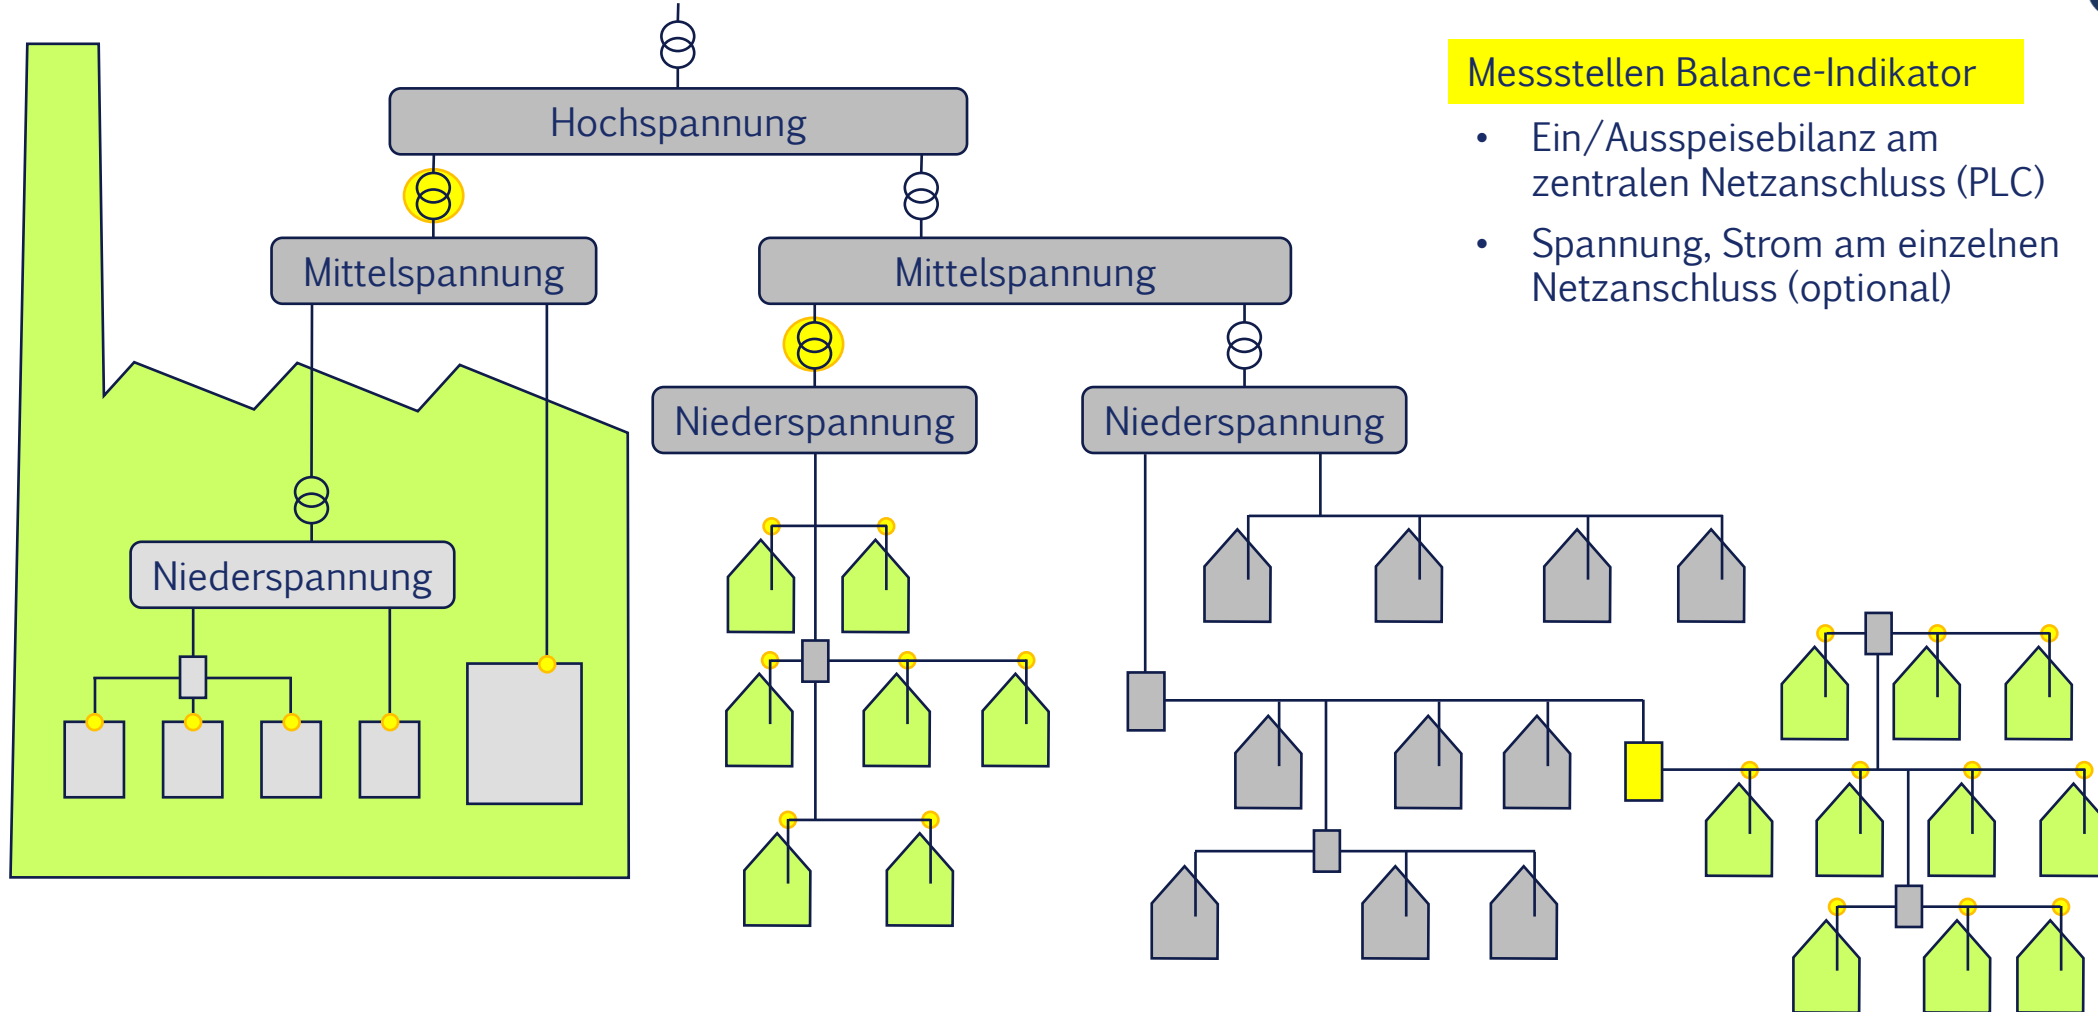 Hochspannung
Messstellen Balance-Indikator
• Ein/Ausspeisebilanz am
zentralen Netzanschluss (PLC)
• Spannung, Strom am einzelnen
Netzanschluss (optional)
Mittelspannung
Mittelspannung
Niederspannung
Niederspannung
Niederspannung